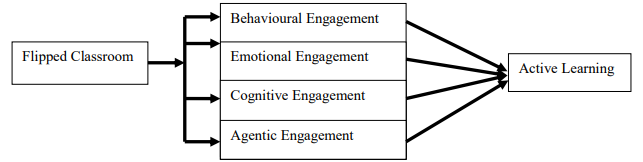 Flipped Classroom
Behavioural Engagement
Emotional Engagement
Cognitive Engagement
Agentic Engagement
Active Learning